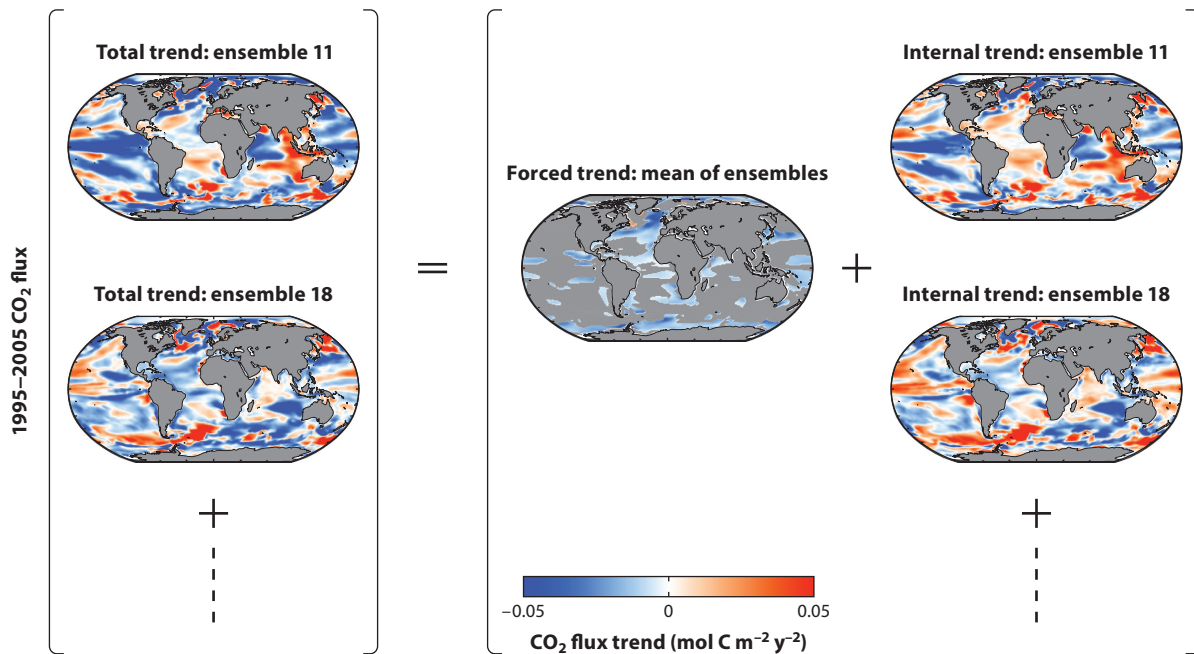 1995–2005 CO₂ flux
Total trend: ensemble 11
Total trend: ensemble 18
+
=
Forced trend: mean of ensembles
+
Internal trend: ensemble 11
Internal trend: ensemble 18
+
−0.05 0 0.05
CO₂ flux trend (mol C m⁻² y⁻²)